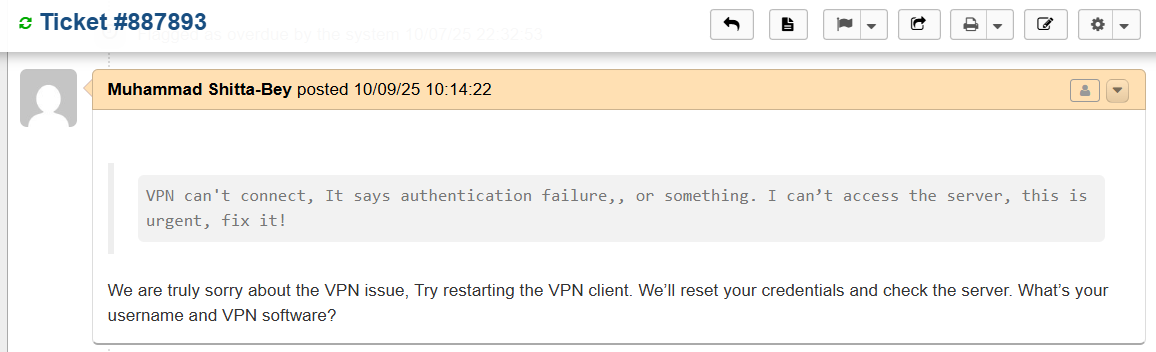 Ticket #887893
Flagged as overdue by the system 10/07/25 22:32:53
Muhammad Shitta-Bey posted 10/09/25 10:14:22
VPN can't connect, It says authentication failure,, or something. I can’t access the server, this is
urgent, fix it!
We are truly sorry about the VPN issue, Try restarting the VPN client. We’ll reset your credentials and check the server. What’s your
username and VPN software?